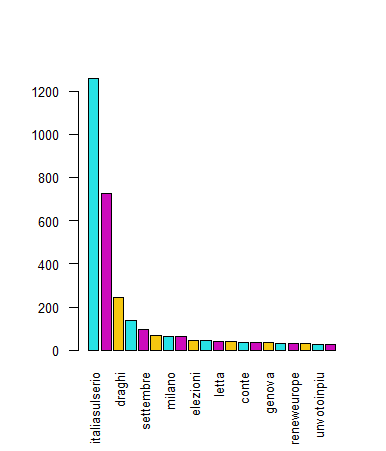 1200
1000
800
600
400
200
0
italiasulserio
draghi
settembre
milano
elezioni
letta
conte
genova
reneweurope
unvotoinpiu